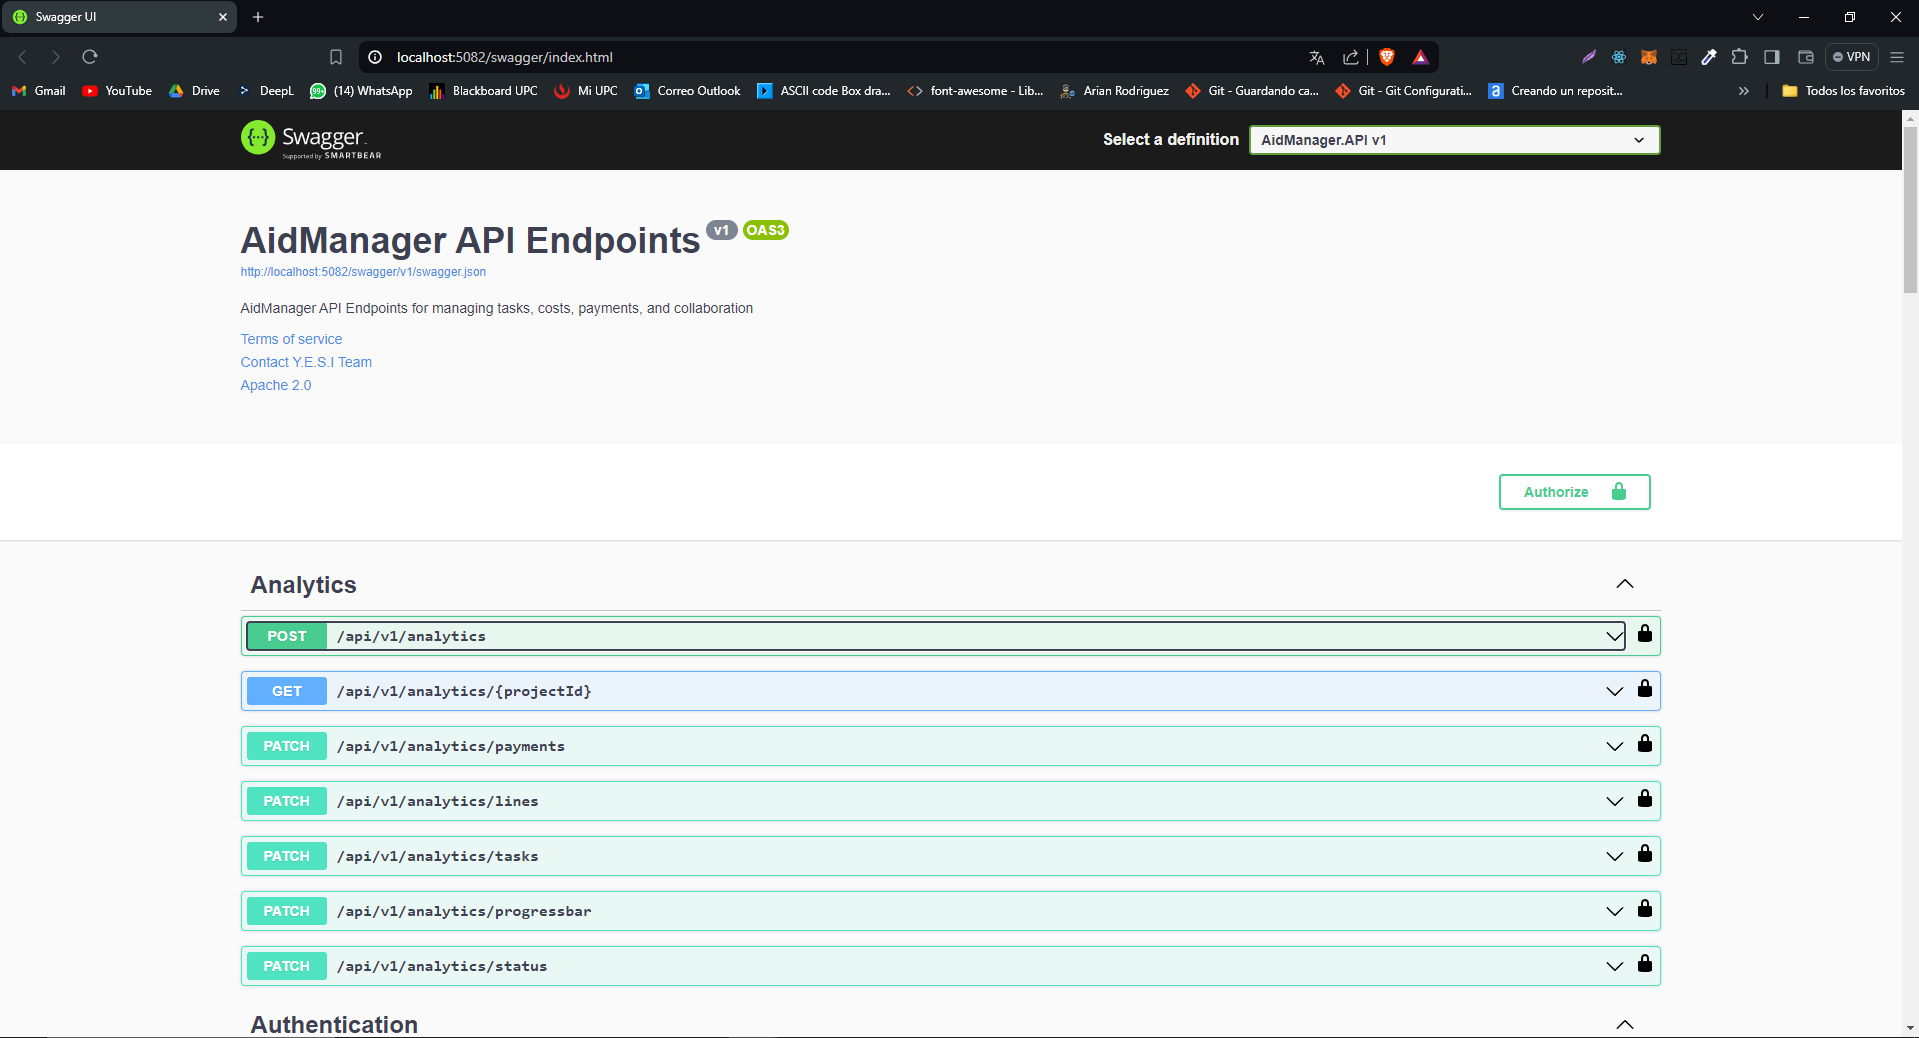 Swagger UI
localhost:5082/swagger/index.html
VPN
Gmail
YouTube
Drive
DeepL
99+
(14) WhatsApp
Blackboard UPC
Mi UPC
Correo Outlook
ASCII code Box dra...
font-awesome - Lib...
Arian Rodriguez
Git - Guardando ca...
Git - Git Configurati...
Creando un reposit...
Todos los favoritos
Swagger
Supported by SMARTBEAR
Select a definition
AidManager.API v1
AidManager API Endpoints v1 OAS3
http://localhost:5082/swagger/v1/swagger.json
AidManager API Endpoints for managing tasks, costs, payments, and collaboration
Terms of service
Contact Y.E.S.I Team
Apache 2.0
Authorize
Analytics
POST /api/v1/analytics
GET /api/v1/analytics/{projectId}
PATCH /api/v1/analytics/payments
PATCH /api/v1/analytics/lines
PATCH /api/v1/analytics/tasks
PATCH /api/v1/analytics/progressbar
PATCH /api/v1/analytics/status
Authentication